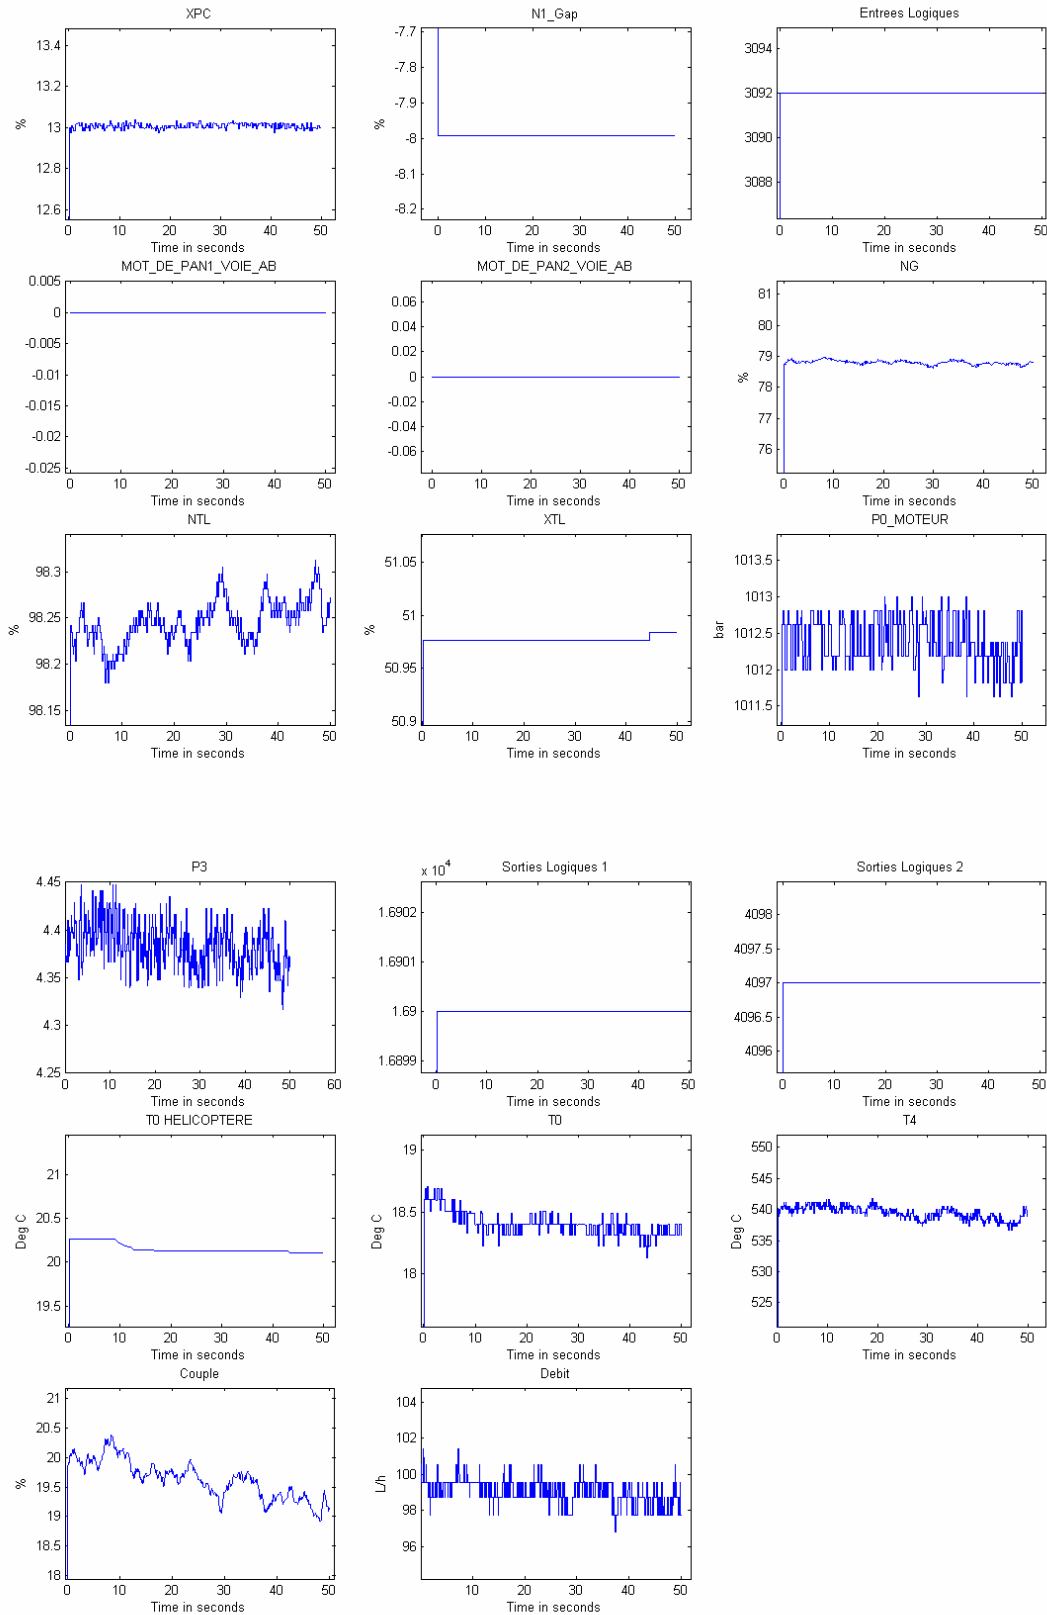 XPC
13.4
13.2
13
12.8
12.6
%
0 10 20 30 40 50
Time in seconds
N1_Gap
-7.7
-7.8
-7.9
-8
-8.1
-8.2
%
0 10 20 30 40 50
Time in seconds
Entrees Logiques
3094
3092
3090
3088
0 20 40 60
Time in seconds
MOT_DE_PAN1_VOIE_AB
0.005
0
-0.005
-0.01
-0.015
-0.02
-0.025
0 10 20 30 40 50
Time in seconds
MOT_DE_PAN2_VOIE_AB
0.06
0.04
0.02
0
-0.02
-0.04
-0.06
0 10 20 30 40 50
Time in seconds
NG
81
80
79
78
77
76
%
0 10 20 30 40 50
Time in seconds
NTL
98.3
98.25
98.2
98.15
%
0 10 20 30 40 50
Time in seconds
XTL
51.05
51
50.95
50.9
%
0 10 20 30 40 50
Time in seconds
P0_MOTEUR
1013.5
1013
1012.5
1012
1011.5
bar
0 10 20 30 40 50
Time in seconds
P3
4.45
4.4
4.35
4.3
4.25
0 10 20 30 40 50 60
Time in seconds
Sorties Logiques 1
x 10^4
1.6902
1.6901
1.69
1.6899
0 10 20 30 40 50
Time in seconds
Sorties Logiques 2
4098
4097.5
4097
4096.5
4096
0 10 20 30 40 50
Time in seconds
T0 HELICOPTERE
21
20.5
20
19.5
Deg C
0 10 20 30 40 50
Time in seconds
T0
19
18.5
18
Deg C
0 10 20 30 40 50
Time in seconds
T4
550
545
540
535
530
525
Deg C
0 10 20 30 40 50
Time in seconds
Couple
21
20.5
20
19.5
19
18.5
18
%
0 10 20 30 40 50
Time in seconds
Debit
104
102
100
98
96
L/h
0 10 20 30 40 50
Time in seconds